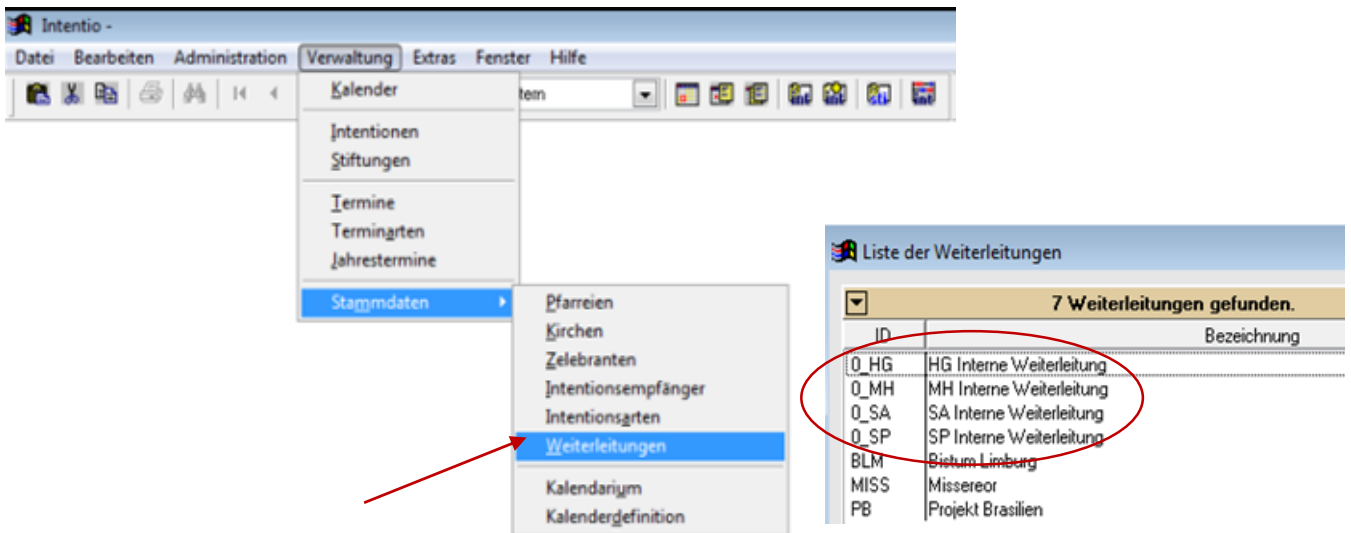 Intentio -
Datei Bearbeiten Administration Verwaltung Extras Fenster Hilfe
tern
Kalender
Intentionen
Stiftungen
Termine
Terminarten
Jahrestermine
Stammdaten
Pfarreien
Kirchen
Zelebranten
Intentionsempfänger
Intentionsarten
Weiterleitungen
Kalendarium
Kalenderdefinition
Liste der Weiterleitungen
7 Weiterleitungen gefunden.
ID Bezeichnung
0_HG HG Interne Weiterleitung
0_MH MH Interne Weiterleitung
0_SA SA Interne Weiterleitung
0_SP SP Interne Weiterleitung
BLM Bistum Limburg
MISS Missereor
PB Projekt Brasilien